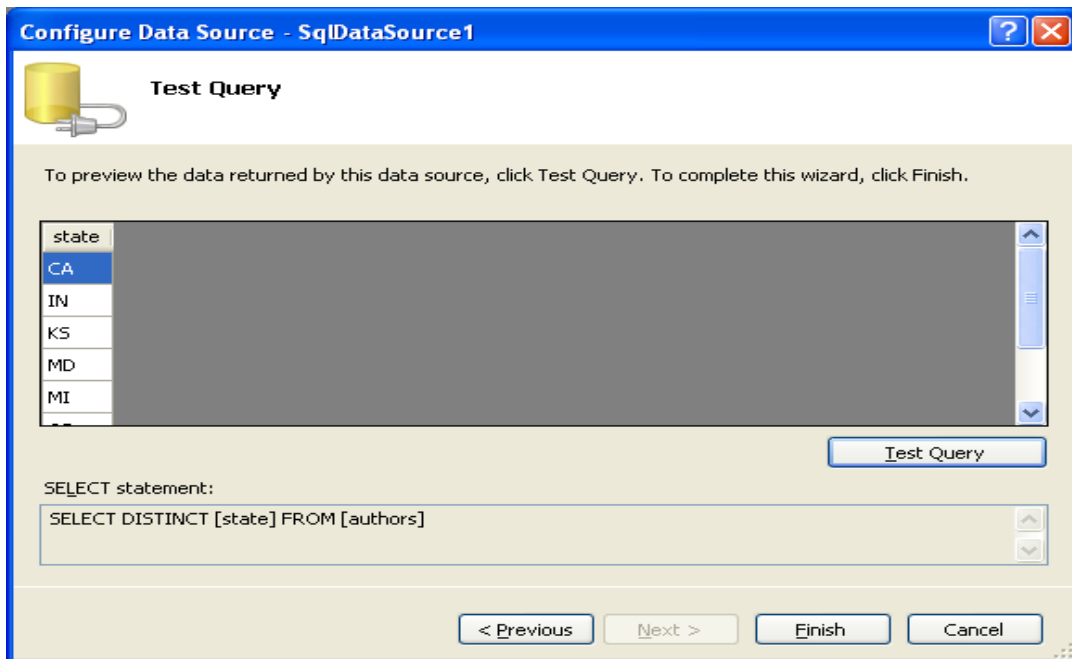 Configure Data Source - SqlDataSource1
Test Query
To preview the data returned by this data source, click Test Query. To complete this wizard, click Finish.
state
CA
IN
KS
MD
MI
Test Query
SELECT statement:
SELECT DISTINCT [state] FROM [authors]
< Previous Next > Finish Cancel